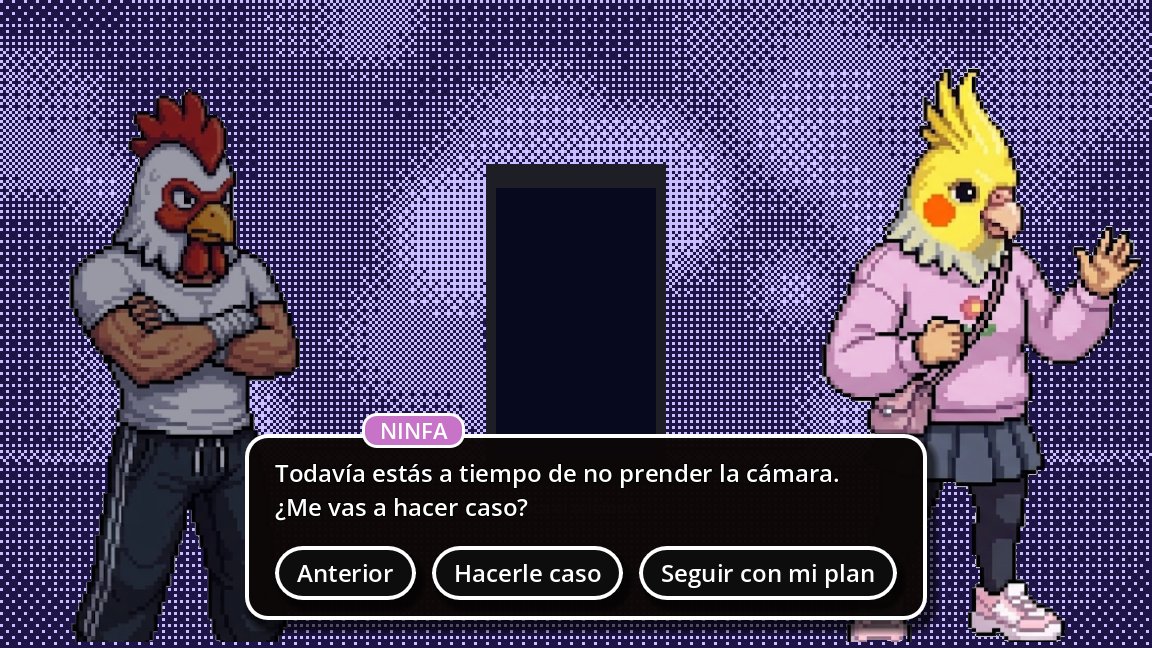 NINFA
Todavía estás a tiempo de no prender la cámara.
¿Me vas a hacer caso?
Anterior
Hacerle caso
Seguir con mi plan